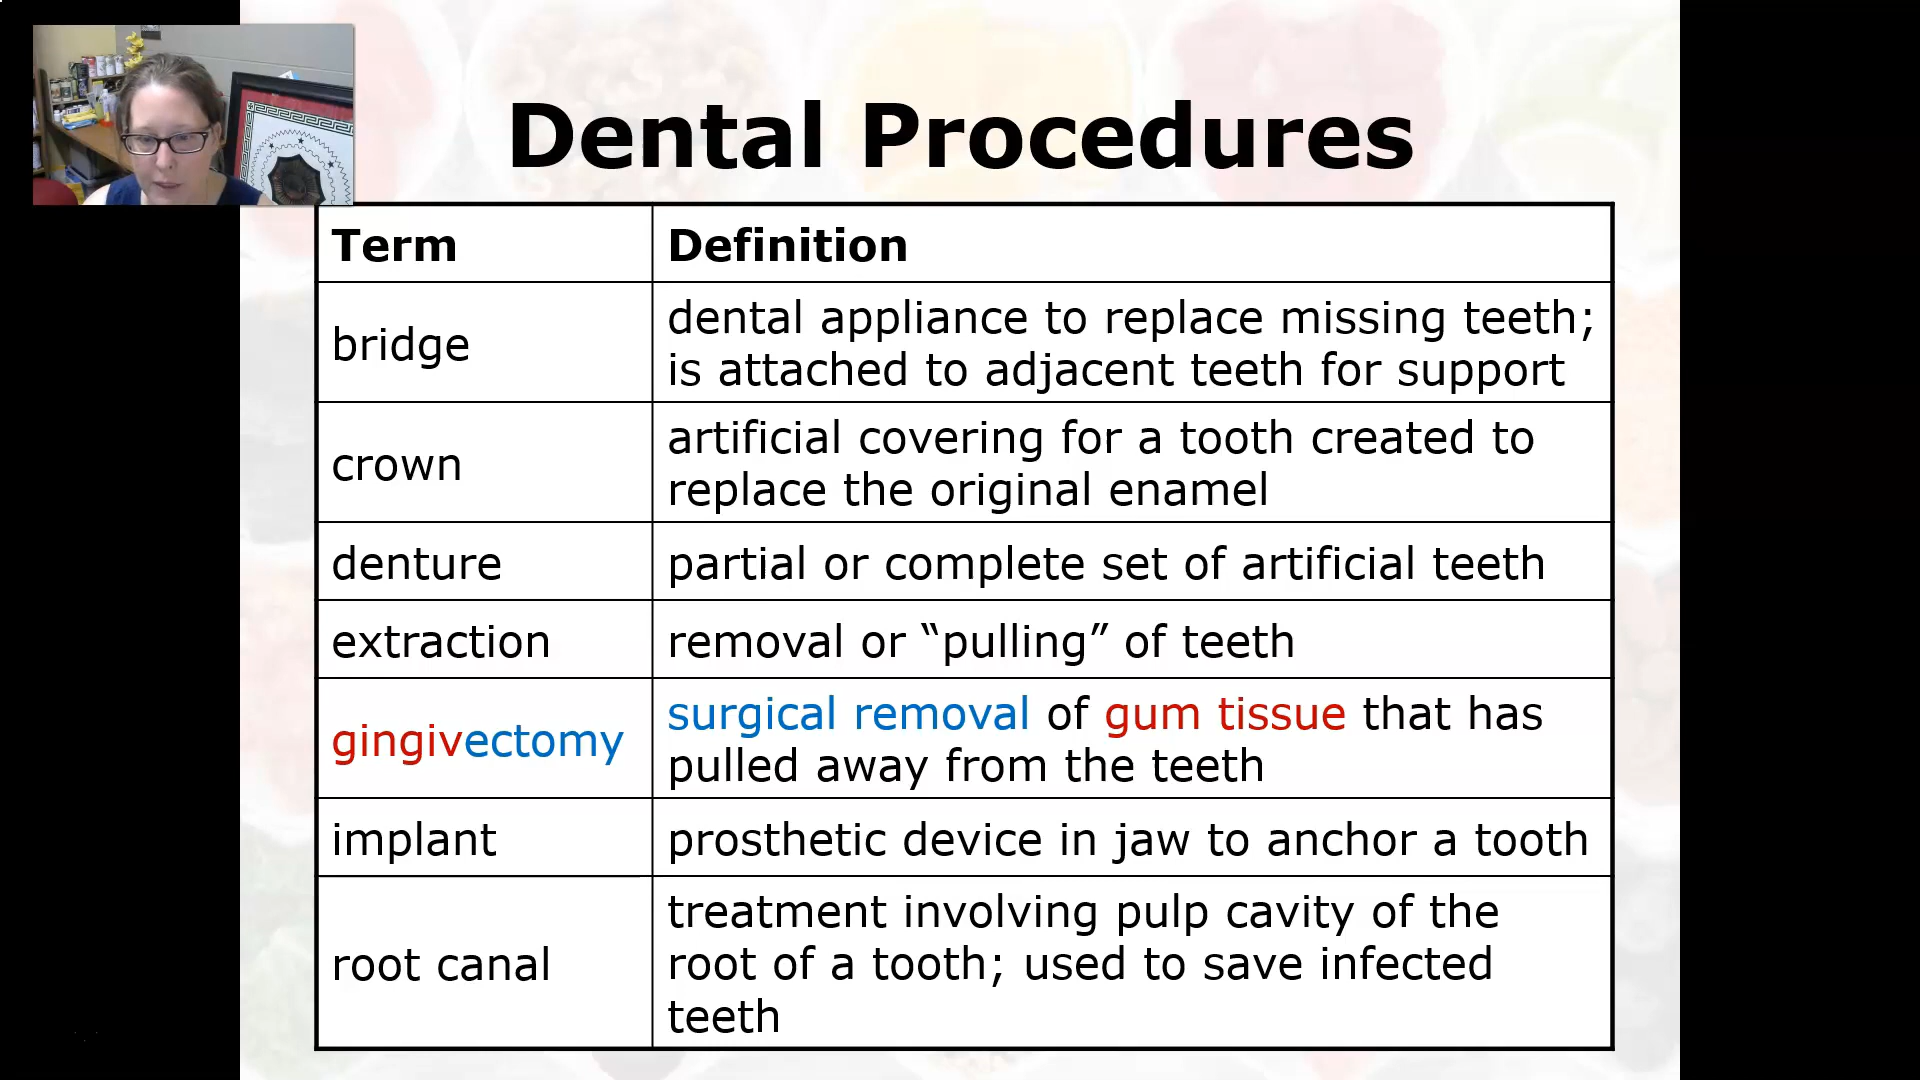 Dental Procedures
Term
Definition
bridge
dental appliance to replace missing teeth;
is attached to adjacent teeth for support
crown
artificial covering for a tooth created to
replace the original enamel
denture
partial or complete set of artificial teeth
extraction
removal or “pulling” of teeth
gingivectomy
surgical removal of gum tissue that has
pulled away from the teeth
implant
prosthetic device in jaw to anchor a tooth
root canal
treatment involving pulp cavity of the
root of a tooth; used to save infected
teeth